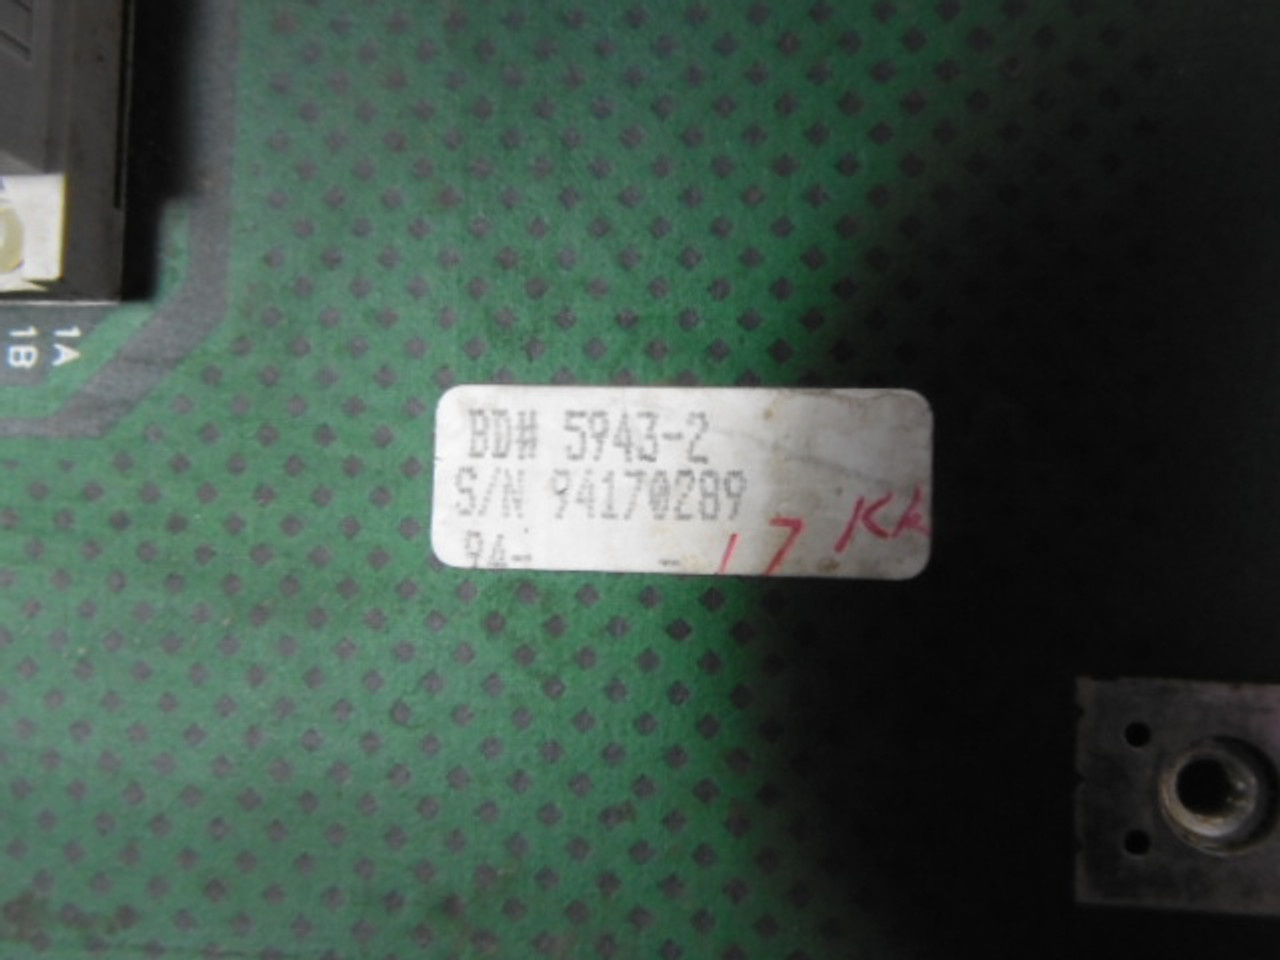 1A
1B
BD# 5943-2
S/N 94170289
94- - 17 KK